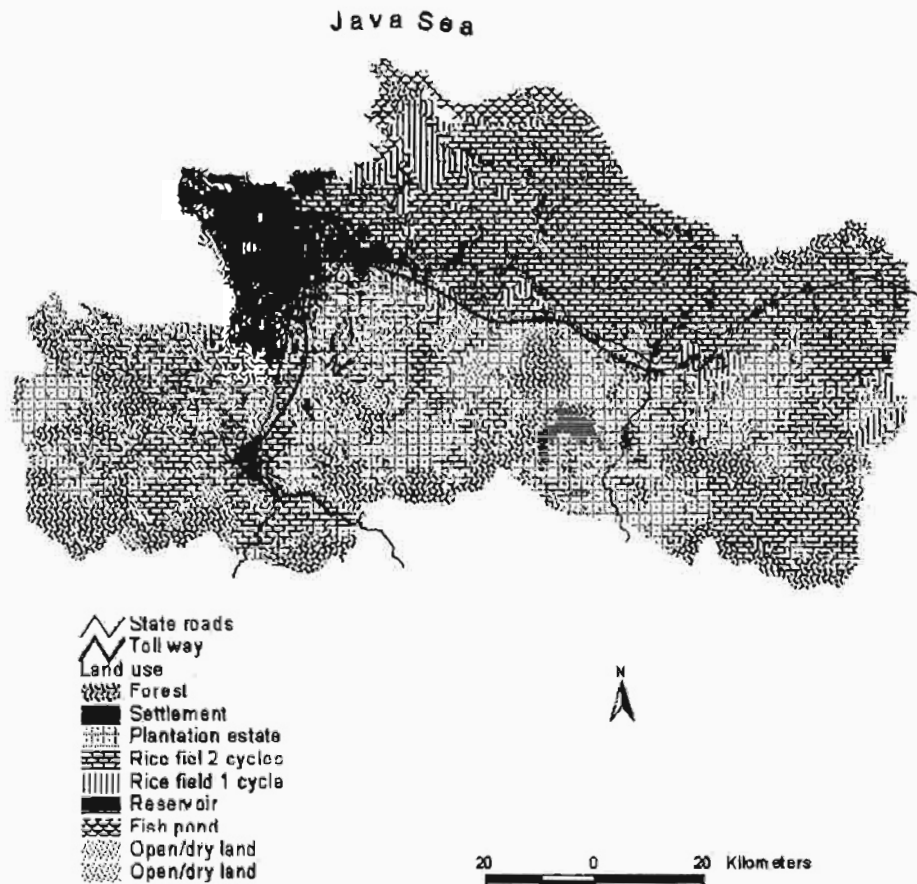 Java Sea
State roads
Toll way
Land use
Forest
Settlement
Plantation estate
Rice fiel 2 cycles
Rice field 1 cycle
Reservoir
Fish pond
Open/dry land
Open/dry land
N
20 0 20 Kilometers